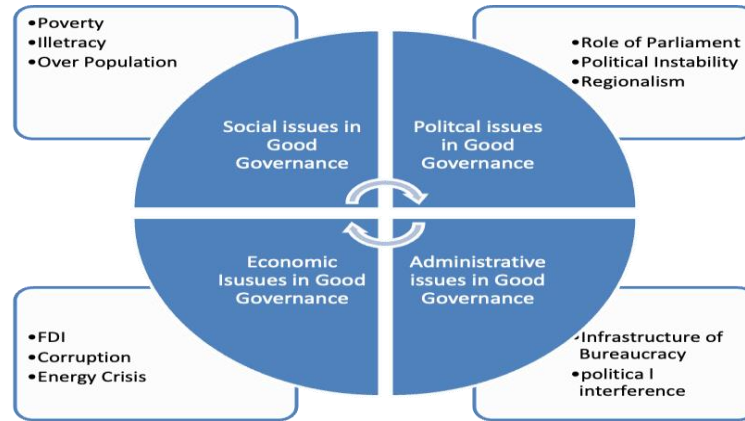 •Poverty
•Illetracy
•Over Population
•Role of Parliament
•Political Instability
•Regionalism
Social issues in
Good
Governance
Politcal issues
in Good
Governance
Economic
Isusues in Good
Governance
Administrative
issues in Good
Governance
•FDI
•Corruption
•Energy Crisis
•Infrastructure of
Bureaucracy
•politica l
interference